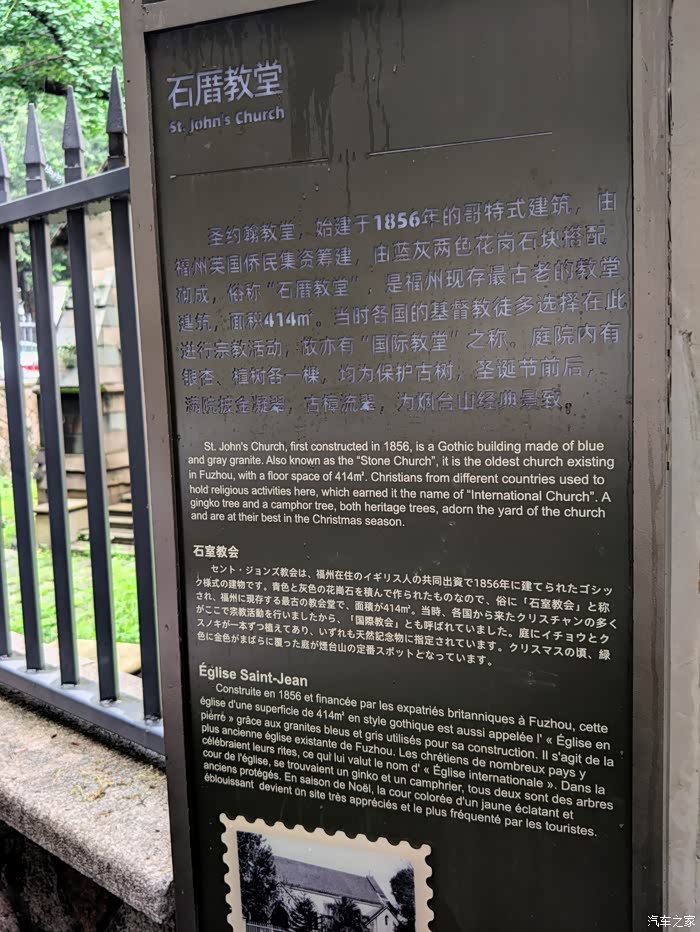 石厝教堂
St. John's Church
圣约翰教堂，始建于1856年的哥特式建筑，由
福州英国侨民集资筹建，由蓝灰两色花岗石块搭配
构成，俗称“石厝教堂”，是福州现存最古老的教堂
建筑，面积414㎡。当时各国的基督教徒多选择在此
进行宗教活动，故亦有“国际教堂”之称。庭院内有
银杏、樟树各一棵，均为保护古树，圣诞节前后，
满院披金凝翠，古樟流翠，为烟台山经典景致。
St. John's Church, first constructed in 1856, is a Gothic building made of blue
and gray granite. Also known as the “Stone Church”, it is the oldest church existing
in Fuzhou, with a floor space of 414㎡. Christians from different countries used to
hold religious activities here, which earned it the name of “International Church”. A
gingko tree and a camphor tree, both heritage trees, adorn the yard of the church
and are at their best in the Christmas season.
石室教会
セント・ジョンズ教会は、福州在住のイギリス人の共同出資で1856年に建てられたゴシッ
ク様式の建物です。青色と灰色の花崗石を積んで作られたものなので、俗に「石室教会」と称
され、福州に現存する最古の教会堂で、面積が414㎡。当時、各国から来たクリスチャンの多く
がここで宗教活動を行いましたから、「国際教会」とも呼ばれていました。庭にイチョウとク
スノキが一本ずつ植えてあり、いずれも天然記念物に指定されています。クリスマスの頃、緑
色に金色がまばらに覆った庭が煙台山の定番スポットとなっています。
Église Saint-Jean
Construite en 1856 et financée par les expatriés britanniques à Fuzhou, cette
église d'une superficie de 414㎡ en style gothique est aussi appelée l' « Église en
pierre » grâce aux granites bleus et gris utilisés pour sa construction. Il s'agit de la
plus ancienne église existante de Fuzhou. Les chrétiens de nombreux pays y
célébraient leurs rites, ce qui lui valut le nom d' « Église internationale ». Dans la
cour de l'église, se trouvaient un ginko et un camphrier, tous deux sont des arbres
anciens protégés. En saison de Noël, la cour colorée d'un jaune éclatant et
éblouissant devient un site très appréciés et le plus fréquenté par les touristes.
汽车之家